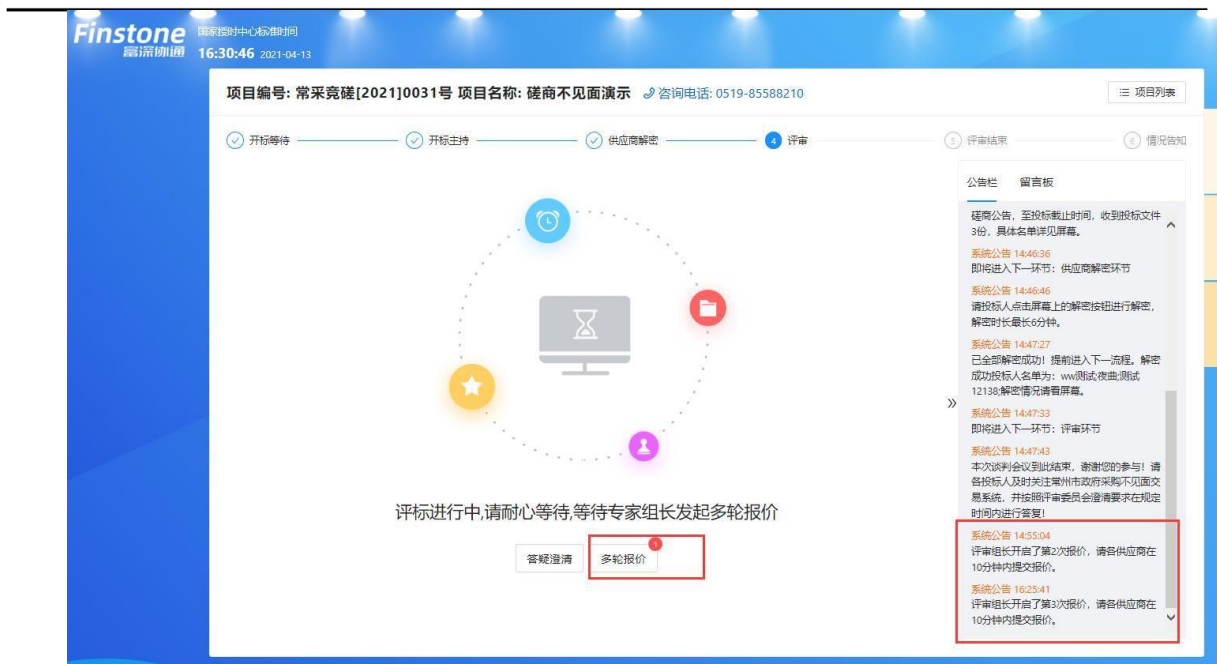 Finstone
富深协通
国家授时中心标准时间
16:30:46 2021-04-13
项目编号: 常采竞磋[2021]0031号 项目名称: 磋商不见面演示 咨询电话: 0519-85588210
项目列表
开标等待
开标主持
供应商解密
4 评审
5 评审结束
6 情况告知
公告栏 留言板
磋商公告，至投标截止时间，收到投标文件
3份，具体名单详见屏幕。
系统公告 14:46:36
即将进入下一环节：供应商解密环节
系统公告 14:46:46
请投标人点击屏幕上的解密按钮进行解密，
解密时长最长6分钟。
系统公告 14:47:27
已全部解密成功！提前进入下一流程。解密
成功投标人名单为：ww测试;夜曲;测试
12138;解密情况请看屏幕。
系统公告 14:47:33
即将进入下一环节：评审环节
系统公告 14:47:43
本次谈判会议到此结束，谢谢您的参与！请
各投标人及时关注常州市政府采购不见面交
易系统，并按照评审委员会澄清要求在规定
时间内进行答复！
系统公告 14:55:04
评审组长开启了第2次报价，请各供应商在
10分钟内提交报价。
系统公告 16:25:41
评审组长开启了第3次报价，请各供应商在
10分钟内提交报价。
评标进行中,请耐心等待,等待专家组长发起多轮报价
答疑澄清
多轮报价
1